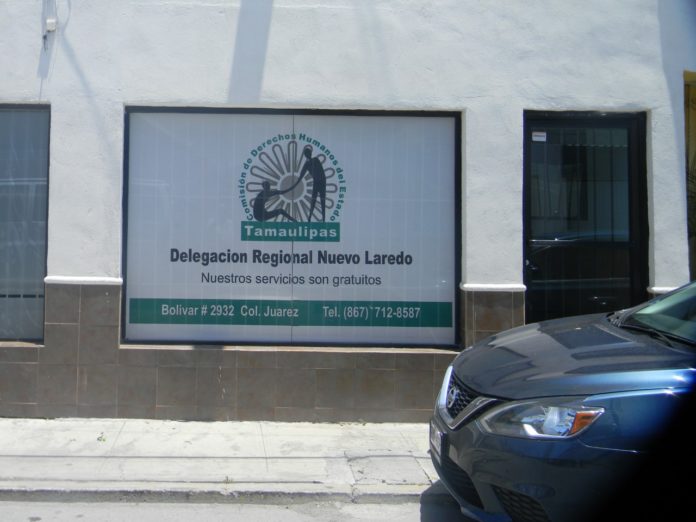 Comisión de Derechos Humanos del Estado
Tamaulipas
Delegacion Regional Nuevo Laredo
Nuestros servicios son gratuitos
Bolivar # 2932 Col. Juarez Tel. (867) 712-8587